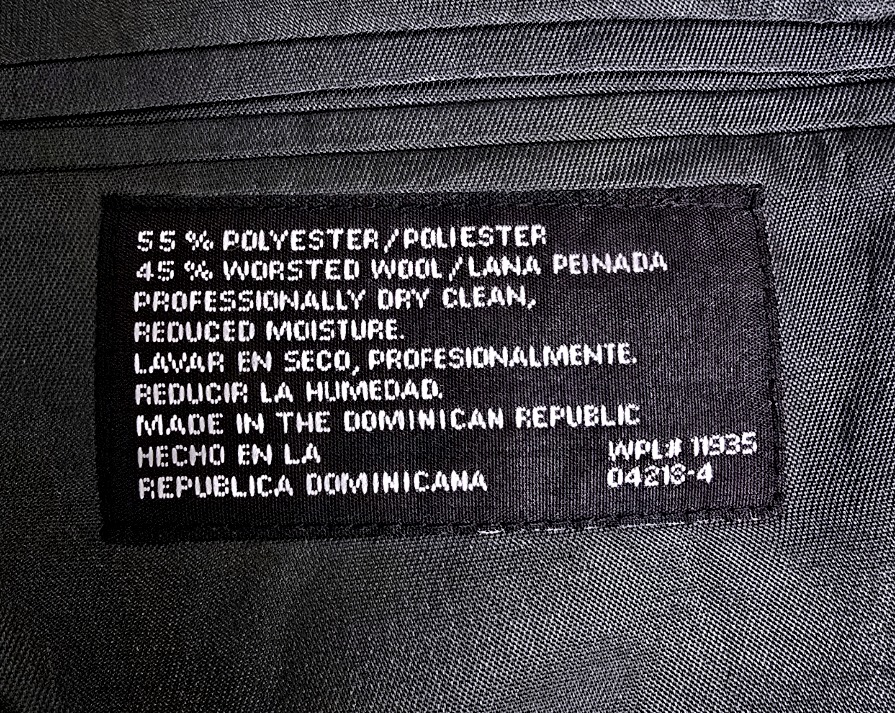 55 % POLYESTER/POLIESTER
45 % WORSTED WOOL/LANA PEINADA
PROFESSIONALLY DRY CLEAN,
REDUCED MOISTURE.
LAVAR EN SECO, PROFESIONALMENTE.
REDUCIR LA HUMEDAD.
MADE IN THE DOMINICAN REPUBLIC
HECHO EN LA
REPUBLICA DOMINICANA
WPL# 11935
04218-4